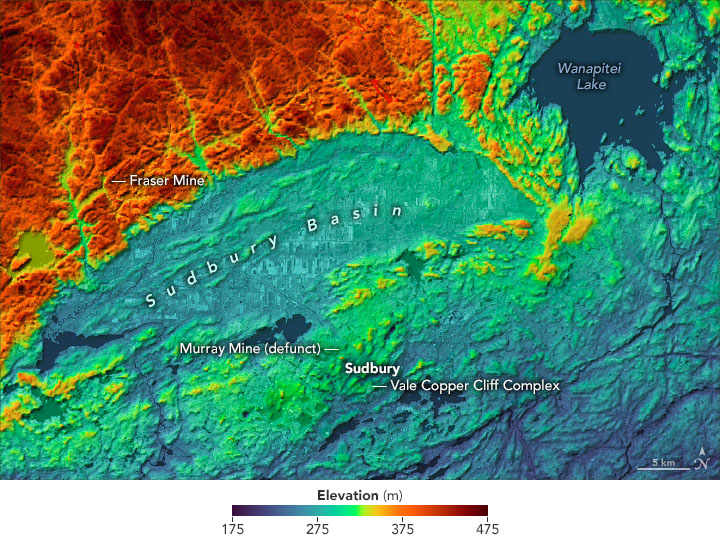 Wanapitei
Lake
— Fraser Mine
Sudbury Basin
Murray Mine (defunct) —
Sudbury
— Vale Copper Cliff Complex
5 km
N
Elevation (m)
175 275 375 475